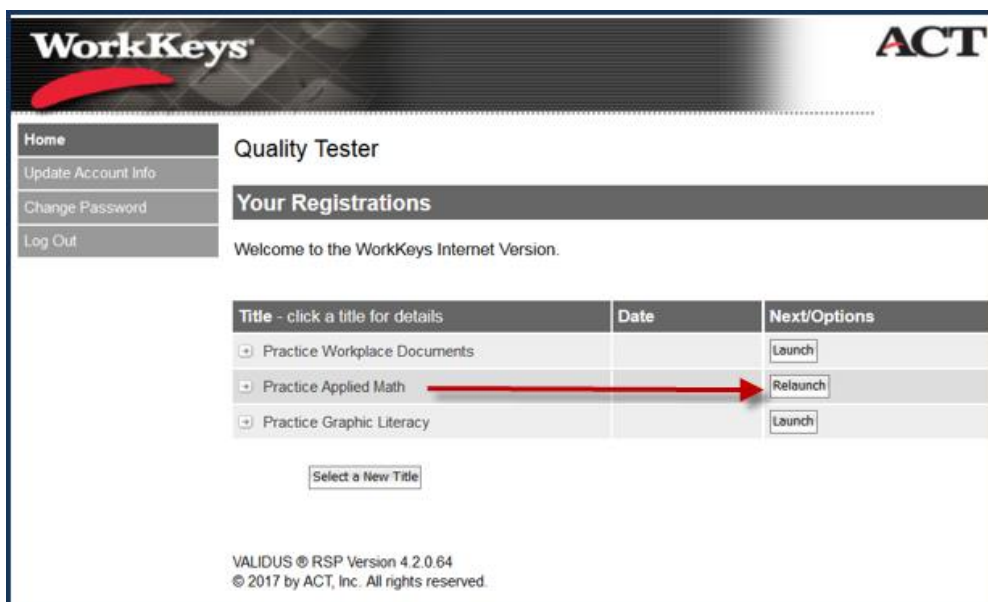 WorkKeys®
ACT
Home
Update Account Info
Change Password
Log Out
Quality Tester
Your Registrations
Welcome to the WorkKeys Internet Version.
Title - click a title for details Date Next/Options
Practice Workplace Documents Launch
Practice Applied Math Relaunch
Practice Graphic Literacy Launch
Select a New Title
VALIDUS ® RSP Version 4.2.0.64
© 2017 by ACT, Inc. All rights reserved.